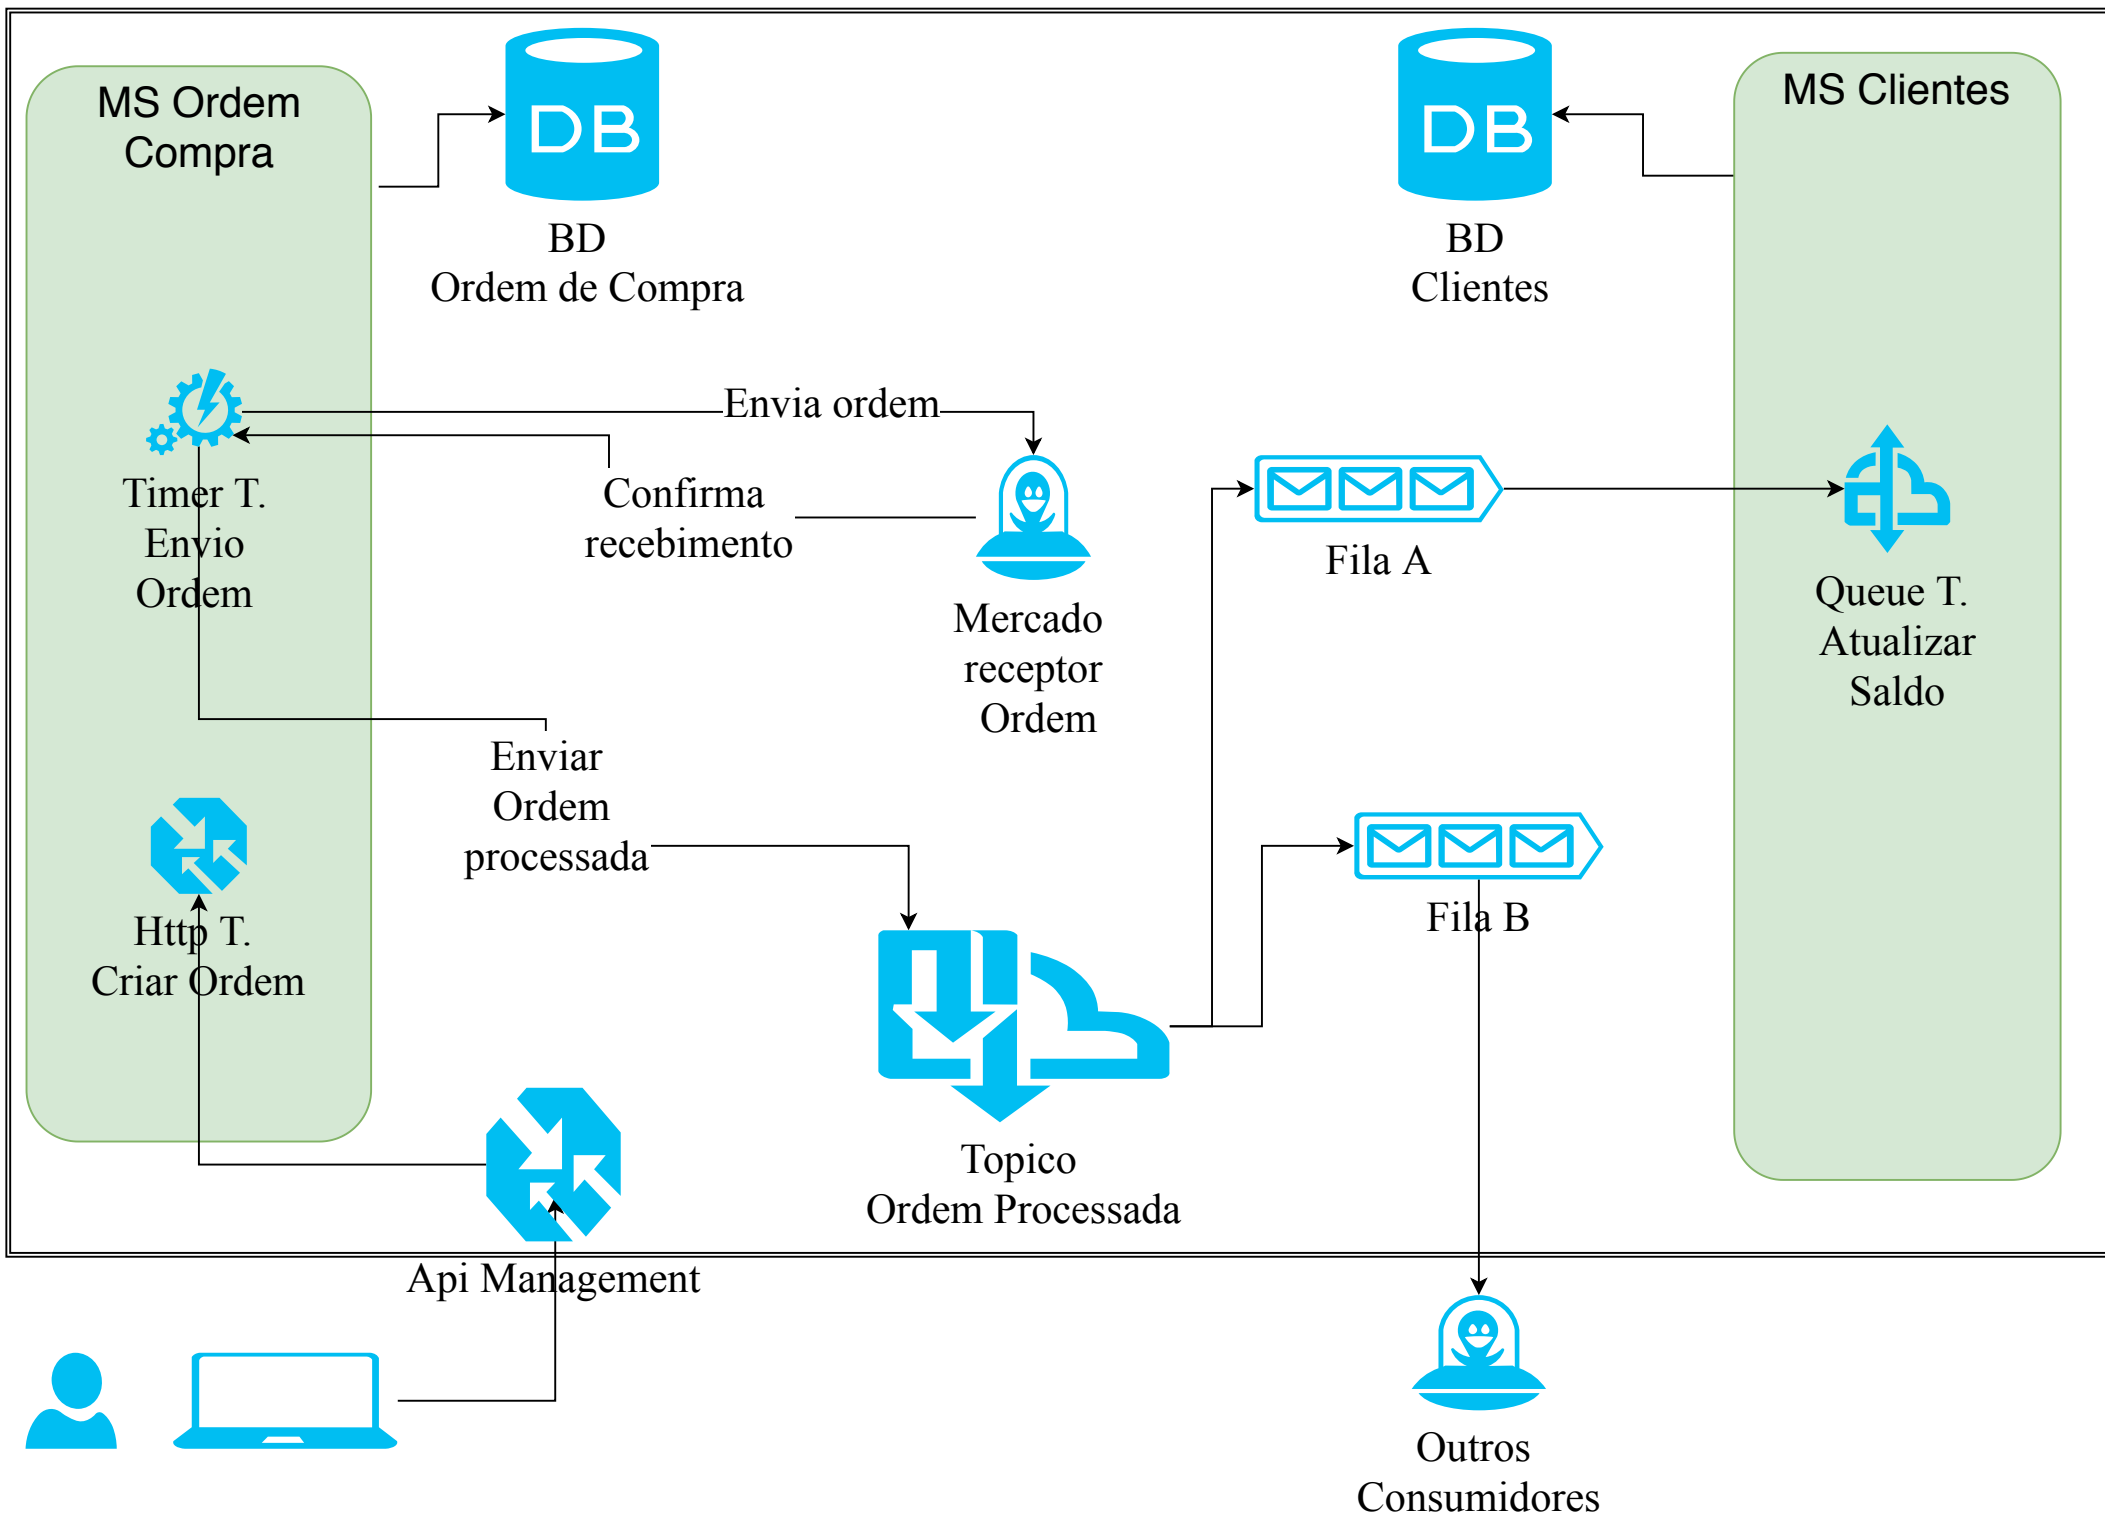 MS Ordem
Compra
DB
BD
Ordem de Compra
DB
BD
Clientes
MS Clientes
Timer T.
Envio
Ordem
Envia ordem
Confirma
recebimento
Mercado
receptor
Ordem
Fila A
Queue T.
Atualizar
Saldo
Enviar
Ordem
processada
Http T.
Criar Ordem
Fila B
Topico
Ordem Processada
Api Management
Outros
Consumidores